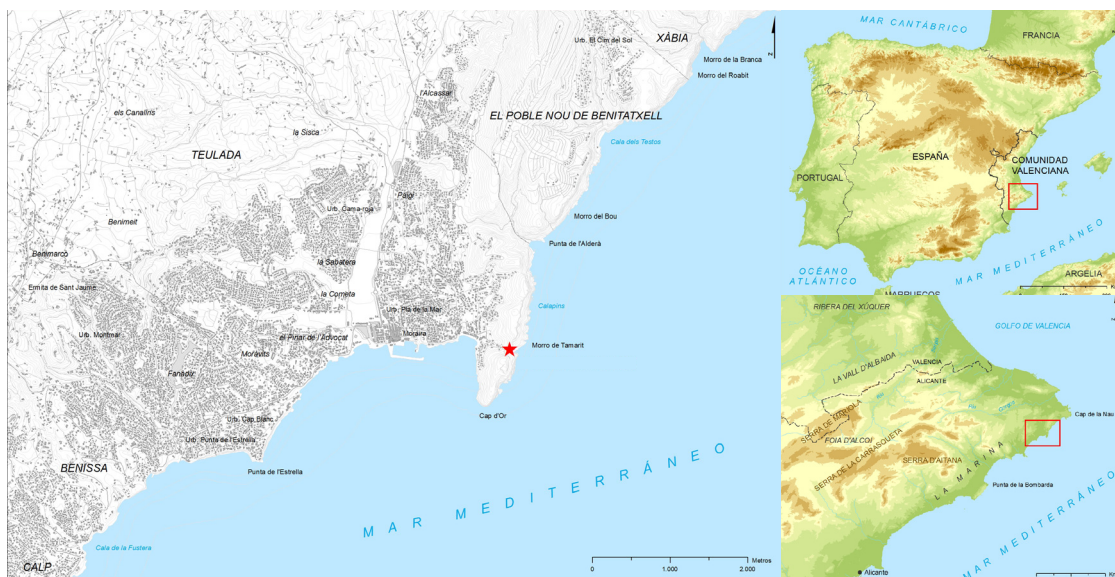 XÀBIA
Urb. El Cim del Sol
Morro de la Branca
Morro del Roabit
l'Alcassar
els Canallris
EL POBLE NOU DE BENITATXELL
la Sisca
Cala dels Testos
TEULADA
Paigi
Urb. Cama-roja
Benimeit
Morro del Bou
Punta de l'Alderà
Benimarco
la Sabatera
Ermita de Sant Jaume
la Cometa
Calapins
Urb. Pla de la Mar
Urb. Montmar
Moraira
el Pinar de l'Advocat
Morro de Tamarit
Moravits
Fanadix
Cap d'Or
Urb. Cap Blanc
Urb. Punta de l'Estrella
BENISSA
Punta de l'Estrella
MAR MEDITERRÁNEO
Cala de la Fustera
CALP
0 1.000 2.000
Metros
MAR CANTÁBRICO
FRANCIA
ESPAÑA
COMUNIDAD
VALENCIANA
PORTUGAL
MAR MEDITERRÁNEO
OCÉANO
ATLÁNTICO
ARGELIA
MARRUECOS
RIBERA DEL XÚQUER
GOLFO DE VALENCIA
LA VALL D'ALBAIDA
VALENCIA
ALICANTE
Cap de la Nau
SERRA DE MARIOLA
FOIA D'ALCOI
SERRA DE LA CARRASQUETA
SERRA D'AITANA
LA MARINA
Punta de la Bombarda
MAR MEDITERRÁNEO
Alicante